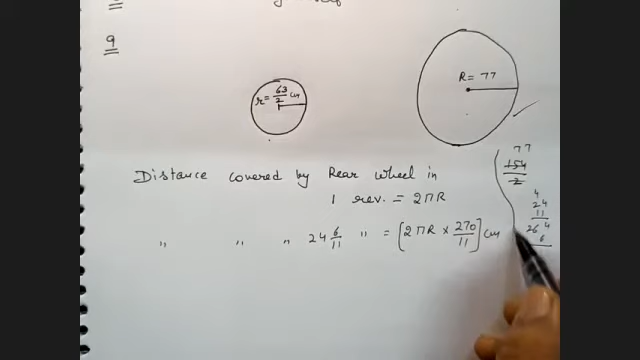 9
r = 63/2 cm
R = 77
Distance covered by Rear wheel in
1 rev. = 2πR
" " " 24 6/11 " = [2πR × 270/11] cm
77
154
2
4
24
11
264
6